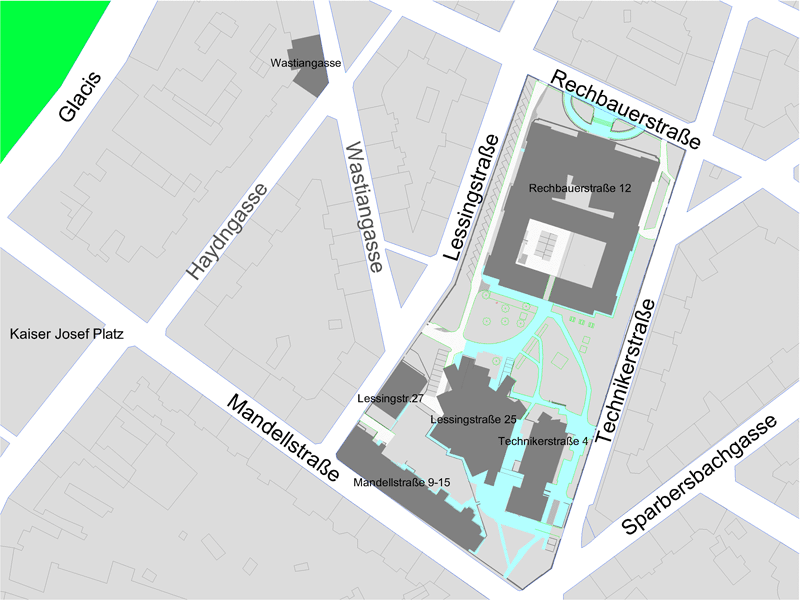 Wastiangasse
Glacis
Rechbauerstraße
Wastiangasse
Lessingstraße
Rechbauerstraße 12
Haydngasse
Kaiser Josef Platz
Technikerstraße
Lessingstr.27
Mandellstraße
Lessingstraße 25
Technikerstraße 4
Sparbersbachgasse
Mandellstraße 9-15